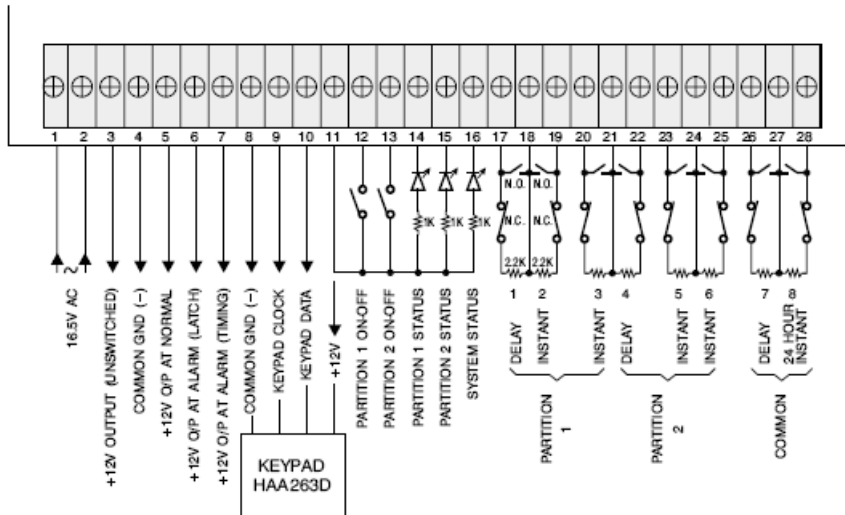 1 2 3 4 5 6 7 8 9 10 11 12 13 14 15 16 17 18 19 20 21 22 23 24 25 26 27 28
N.O. N.O.
N.C. N.C.
1K 1K 1K
2.2K 2.2K
1 2 3 4 5 6 7 8
16.5V AC
+12V OUTPUT (UNSWITCHED)
COMMON GND (−)
+12V O/P AT NORMAL
+12V O/P AT ALARM (LATCH)
+12V O/P AT ALARM (TIMING)
COMMON GND (−)
KEYPAD CLOCK
KEYPAD DATA
+12V
PARTITION 1 ON-OFF
PARTITION 2 ON-OFF
PARTITION 1 STATUS
PARTITION 2 STATUS
SYSTEM STATUS
DELAY
INSTANT
INSTANT
DELAY
INSTANT
INSTANT
DELAY
24 HOUR
INSTANT
PARTITION
1
PARTITION
2
COMMON
KEYPAD
HAA263D